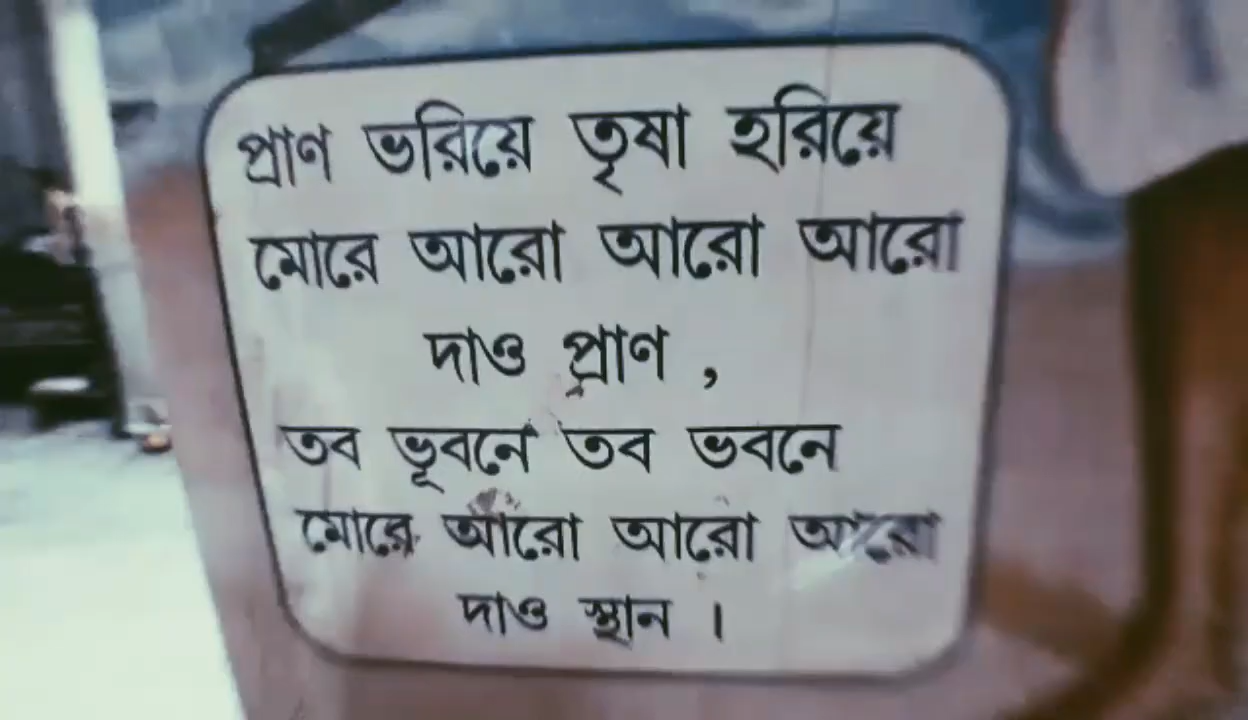 প্রাণ ভরিয়ে তৃষা হরিয়ে
মোরে আরো আরো আরো
দাও প্রাণ ,
তব ভূবনে তব ভবনে
মোরে আরো আরো আরো
দাও স্থান ।